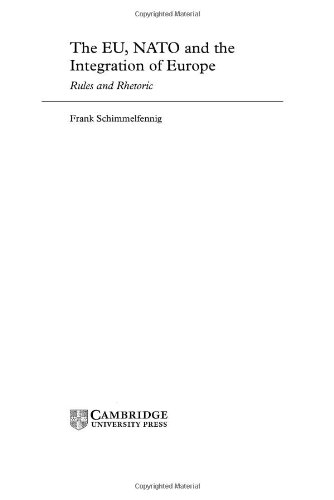 Copyrighted Material
The EU, NATO and the
Integration of Europe
Rules and Rhetoric
Frank Schimmelfennig
CAMBRIDGE
UNIVERSITY PRESS
Copyrighted Material